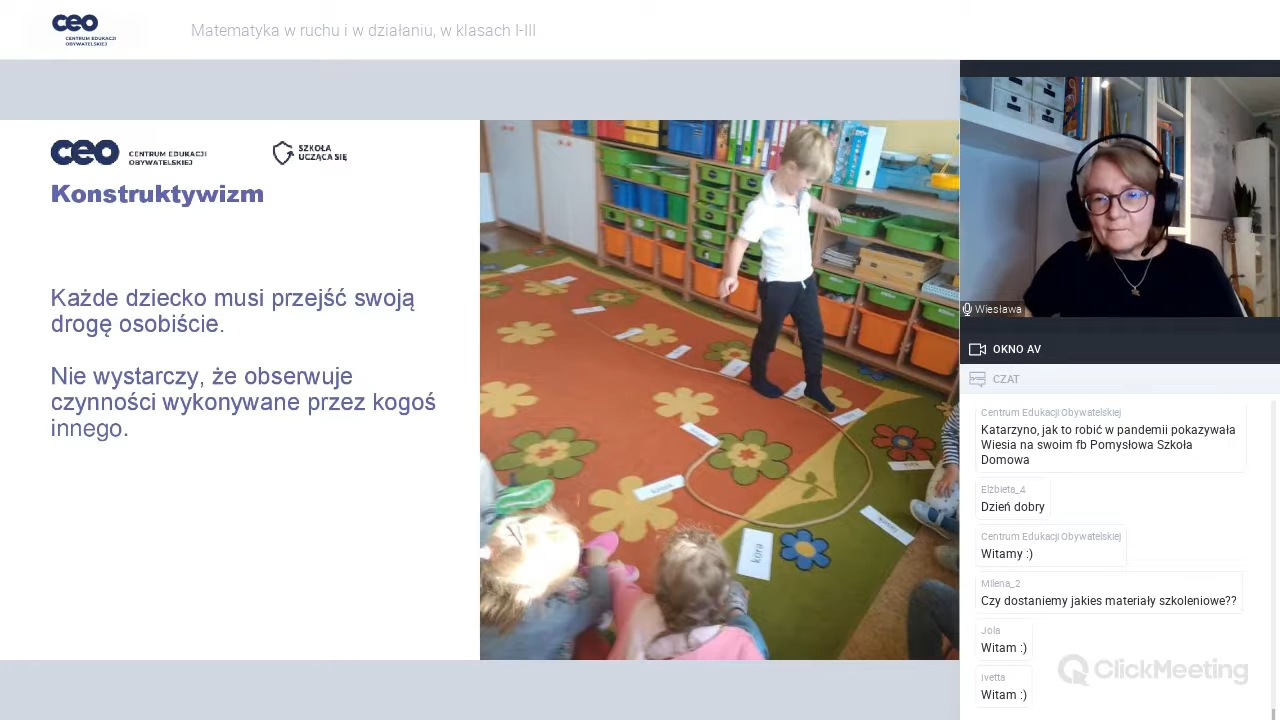 ceo
CENTRUM EDUKACJI
OBYWATELSKIEJ
Matematyka w ruchu i w działaniu, w klasach I-III
ceo
CENTRUM EDUKACJI
OBYWATELSKIEJ
SZKOŁA
UCZĄCA SIĘ
Konstruktywizm
Każde dziecko musi przejść swoją
drogę osobiście.
Nie wystarczy, że obserwuje
czynności wykonywane przez kogoś
innego.
kora
Wiesława
OKNO AV
CZAT
Centrum Edukacji Obywatelskiej
Katarzyno, jak to robić w pandemii pokazywała
Wiesia na swoim fb Pomysłowa Szkoła
Domowa
Elżbieta_4
Dzień dobry
Centrum Edukacji Obywatelskiej
Witamy :)
Milena_2
Czy dostaniemy jakies materiały szkoleniowe??
Jola
Witam :)
Ivetta
Witam :)
ClickMeeting